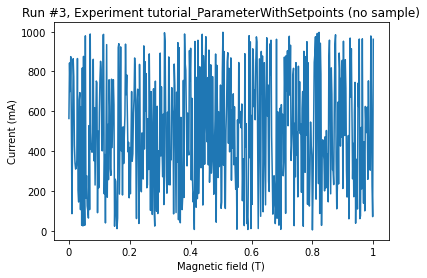 Run #3, Experiment tutorial_ParameterWithSetpoints (no sample)
1000
800
600
400
200
0
Current (mA)
0 0.2 0.4 0.6 0.8 1
Magnetic field (T)